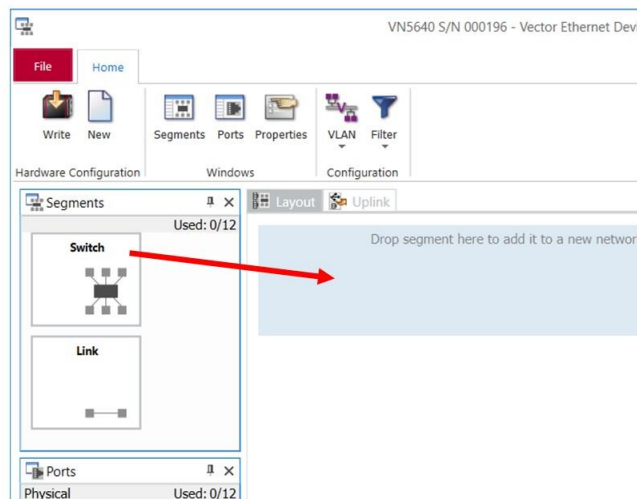 VN5640 S/N 000196 - Vector Ethernet Dev
File Home
Write New Segments Ports Properties VLAN Filter
Hardware Configuration Windows Configuration
Segments
Layout Uplink
Used: 0/12
Drop segment here to add it to a new networ
Switch
Link
Ports
Physical Used: 0/12